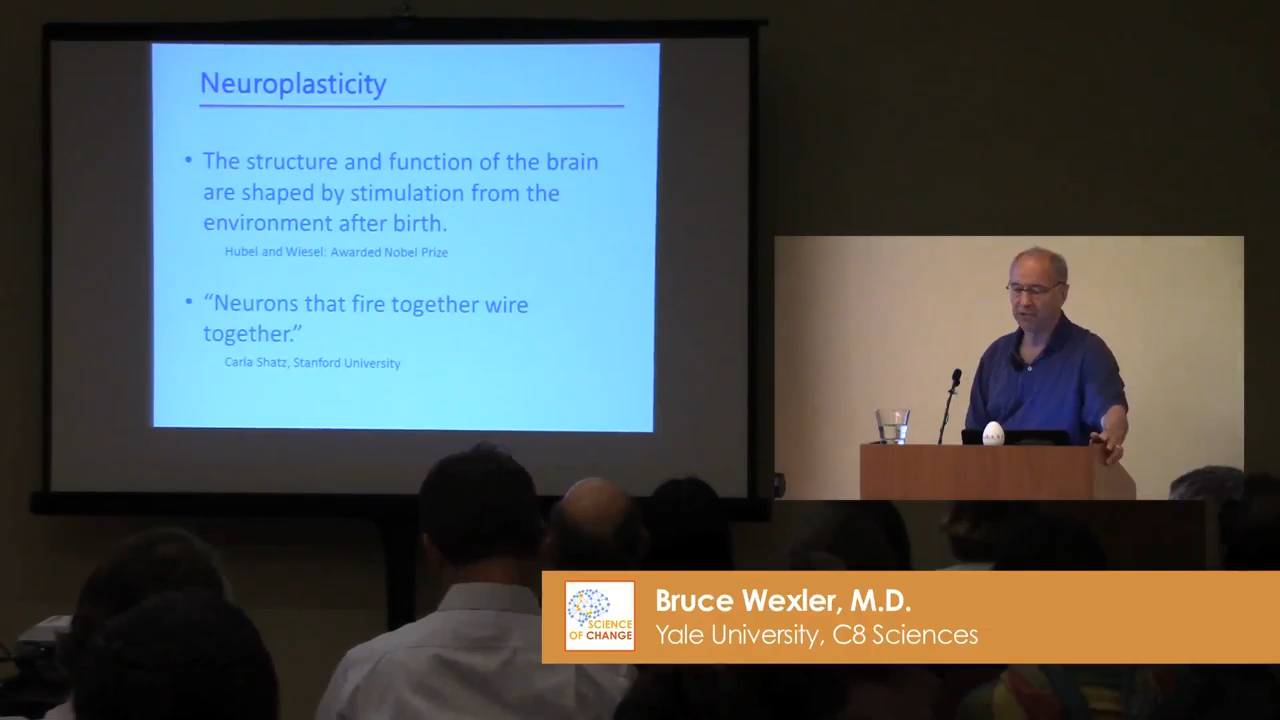 Neuroplasticity
• The structure and function of the brain
are shaped by stimulation from the
environment after birth.
Hubel and Wiesel: Awarded Nobel Prize
• “Neurons that fire together wire
together.”
Carla Shatz, Stanford University
SCIENCE
OF CHANGE
Bruce Wexler, M.D.
Yale University, C8 Sciences